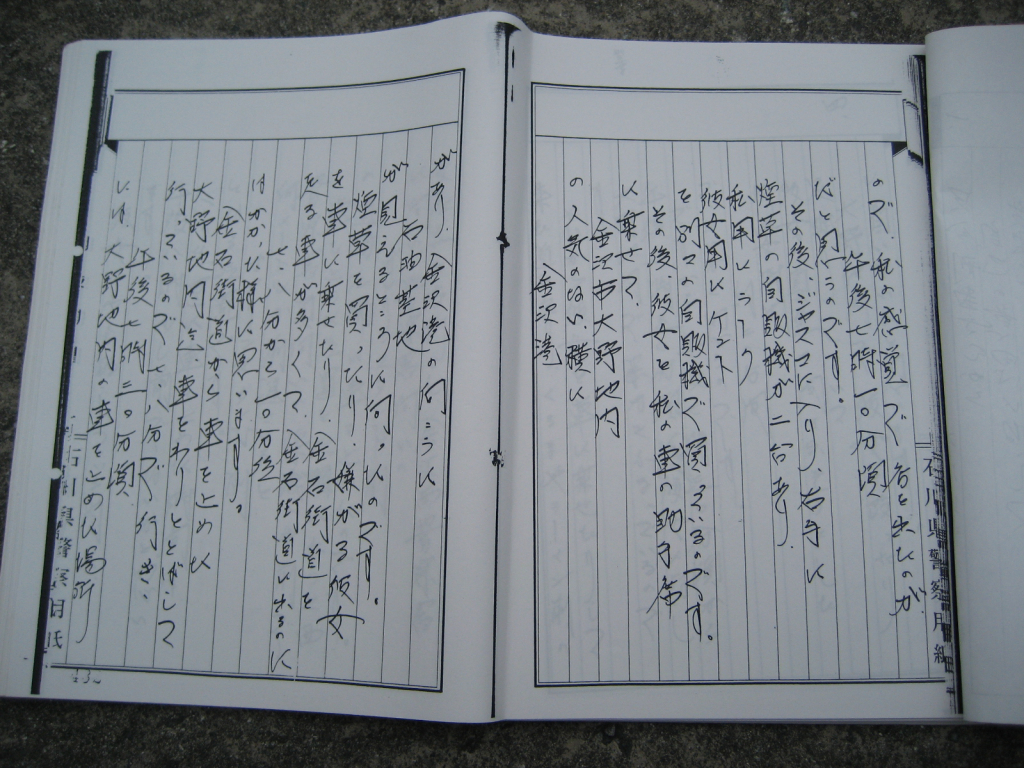 ので、私の感覚で、店を出たのが
午後七時一〇分頃
だと思うのです。
その後、ジャスコに入り、右手に
煙草の自販機が二台あり、
私用にラーク
彼女用にケント
を別々の自販機で買っているのです。
その後、彼女を私の車の助手席
に乗せて、
金沢市大野地内
の人気のない、横に
金沢港
があり、金沢港の向こうに
石油基地
が見えるところに向ったのです。
煙草を買ったり、嫌がる彼女
を車に乗せたり、金石街道を
走る車が多くて、金石街道に出るのに
七、八分から一〇分位
はかかった様に思います。
金石街道から車を止めた
大野地内迄、車をわりととばして
行っているので、七、八分で行き、
午後七時三〇分頃
には、大野地内の車を止めた場所
石川県警察用紙
石川県警察用紙